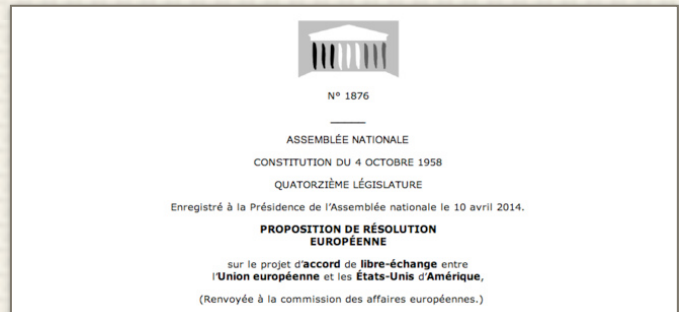 N° 1876
ASSEMBLÉE NATIONALE
CONSTITUTION DU 4 OCTOBRE 1958
QUATORZIÈME LÉGISLATURE
Enregistré à la Présidence de l'Assemblée nationale le 10 avril 2014.
PROPOSITION DE RÉSOLUTION
EUROPÉENNE
sur le projet d'accord de libre-échange entre
l'Union européenne et les États-Unis d'Amérique,
(Renvoyée à la commission des affaires européennes.)